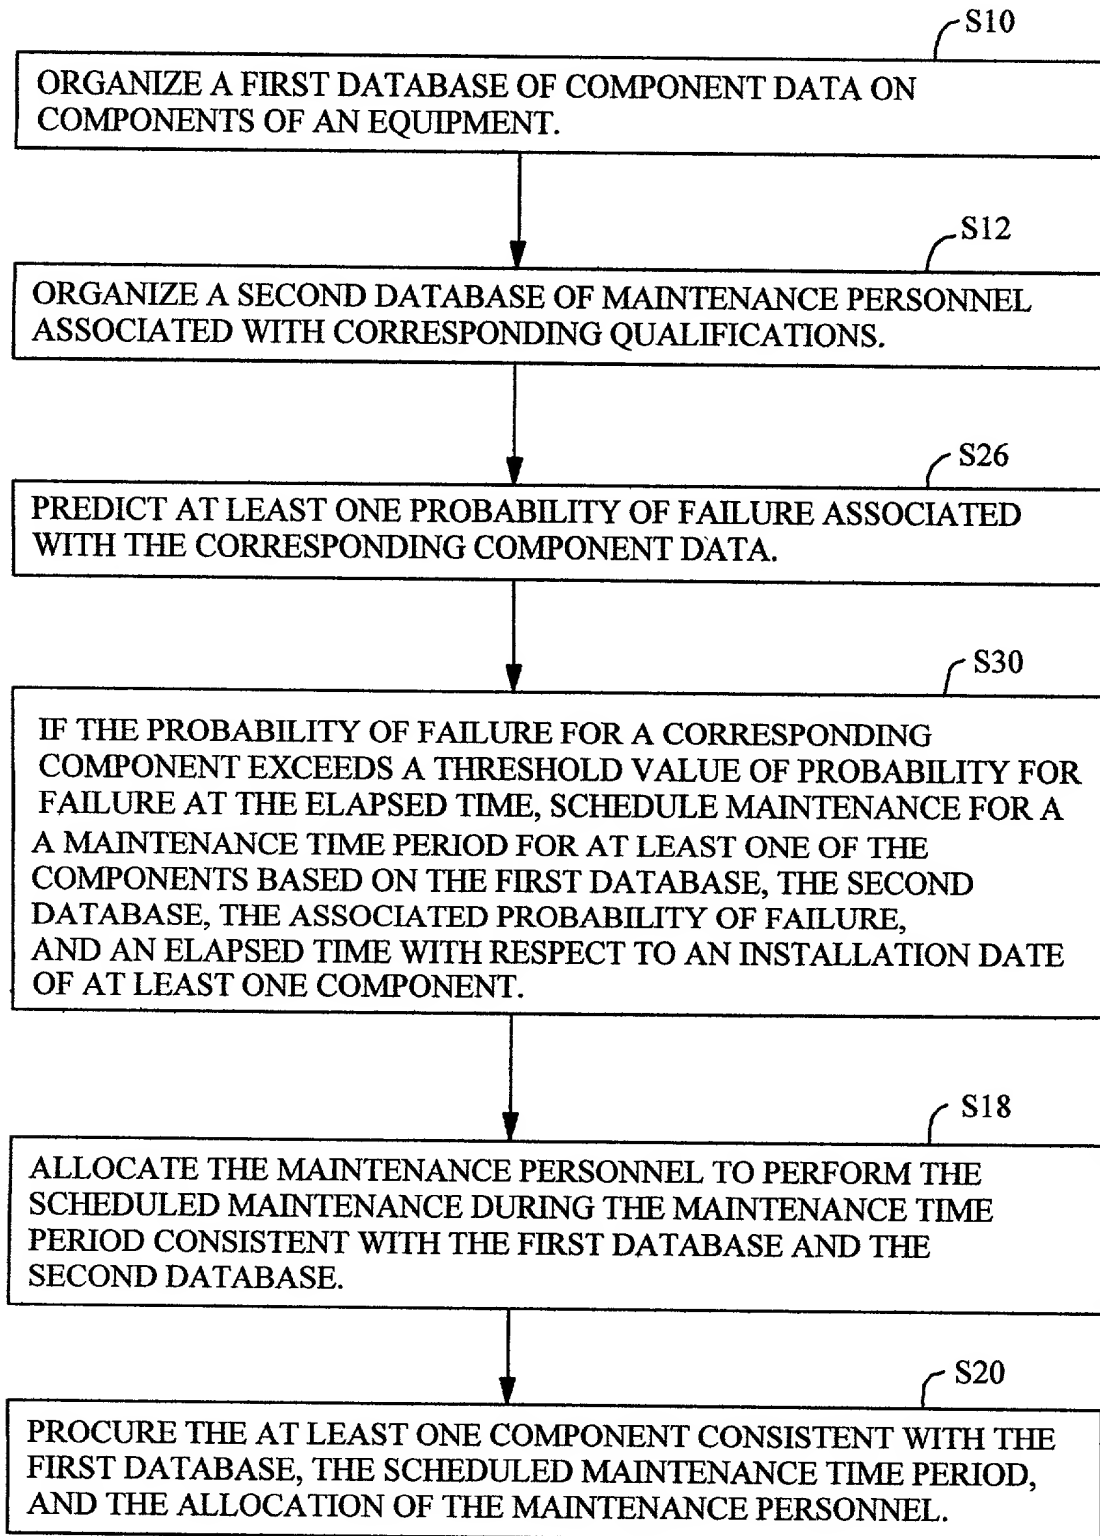 S10
ORGANIZE A FIRST DATABASE OF COMPONENT DATA ON
COMPONENTS OF AN EQUIPMENT.
S12
ORGANIZE A SECOND DATABASE OF MAINTENANCE PERSONNEL
ASSOCIATED WITH CORRESPONDING QUALIFICATIONS.
S26
PREDICT AT LEAST ONE PROBABILITY OF FAILURE ASSOCIATED
WITH THE CORRESPONDING COMPONENT DATA.
S30
IF THE PROBABILITY OF FAILURE FOR A CORRESPONDING
COMPONENT EXCEEDS A THRESHOLD VALUE OF PROBABILITY FOR
FAILURE AT THE ELAPSED TIME, SCHEDULE MAINTENANCE FOR A
A MAINTENANCE TIME PERIOD FOR AT LEAST ONE OF THE
COMPONENTS BASED ON THE FIRST DATABASE, THE SECOND
DATABASE, THE ASSOCIATED PROBABILITY OF FAILURE,
AND AN ELAPSED TIME WITH RESPECT TO AN INSTALLATION DATE
OF AT LEAST ONE COMPONENT.
S18
ALLOCATE THE MAINTENANCE PERSONNEL TO PERFORM THE
SCHEDULED MAINTENANCE DURING THE MAINTENANCE TIME
PERIOD CONSISTENT WITH THE FIRST DATABASE AND THE
SECOND DATABASE.
S20
PROCURE THE AT LEAST ONE COMPONENT CONSISTENT WITH THE
FIRST DATABASE, THE SCHEDULED MAINTENANCE TIME PERIOD,
AND THE ALLOCATION OF THE MAINTENANCE PERSONNEL.